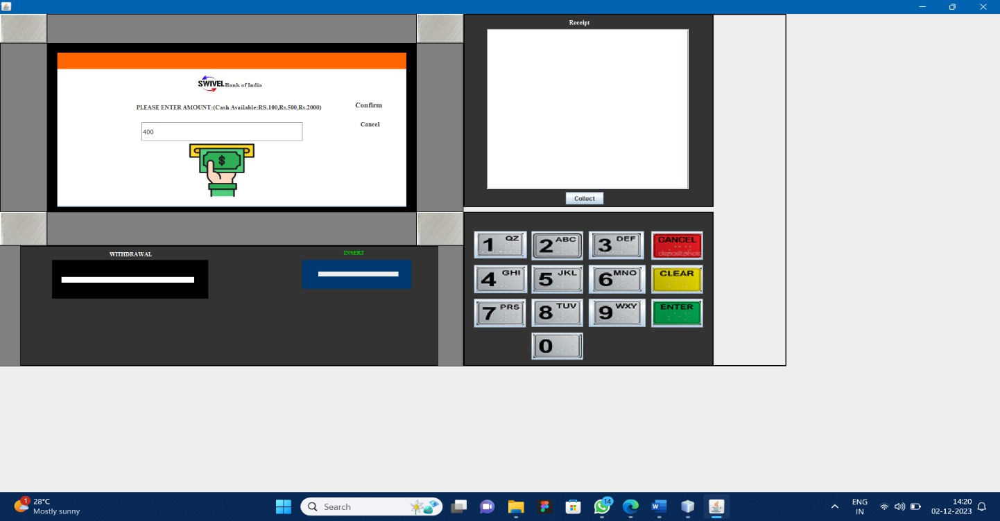 Receipt
SWIVEL Bank of India
PLEASE ENTER AMOUNT:(Cash Available:RS.100,Rs.500,Rs.2000)
Confirm
Cancel
400
$
Collect
WITHDRAWAL
INSERT
1 QZ
2 ABC
3 DEF
CANCEL
depositphotos
4 GHI
5 JKL
6 MNO
CLEAR
7 PRS
8 TUV
9 WXY
ENTER
0
1
28°C
Mostly sunny
Search
14
W
ENG
IN
14:20
02-12-2023